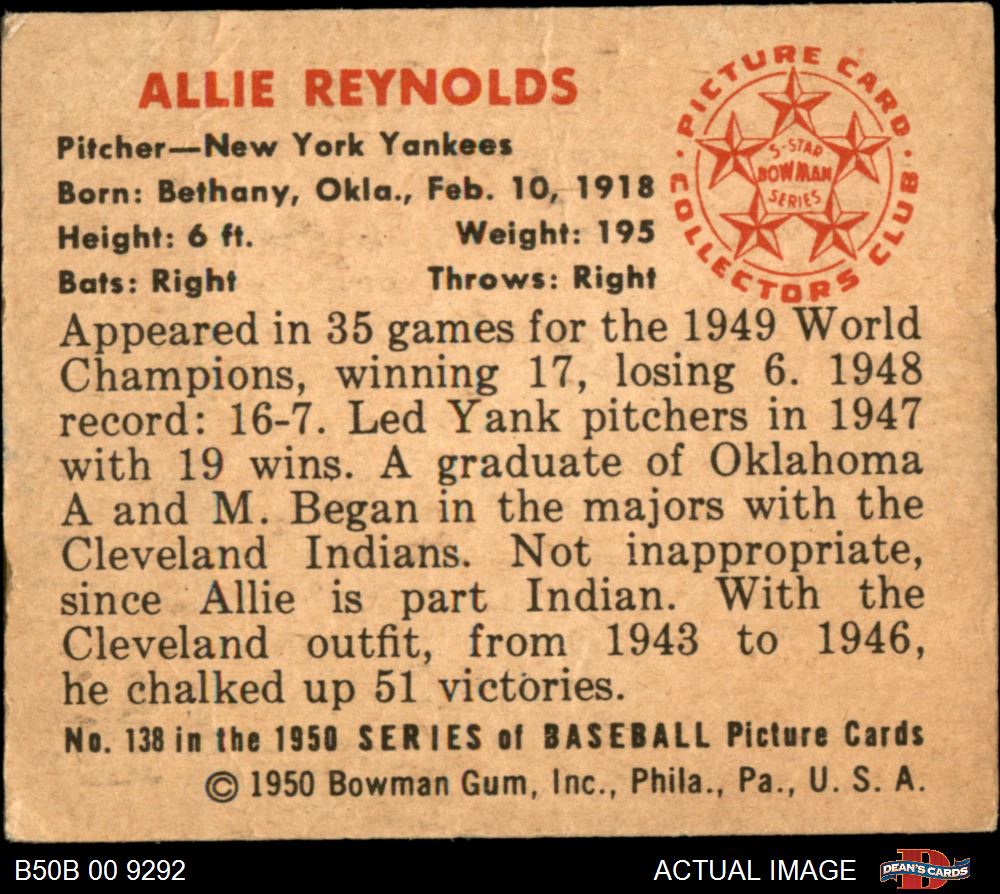 ALLIE REYNOLDS
Pitcher—New York Yankees
Born: Bethany, Okla., Feb. 10, 1918
Height: 6 ft. Weight: 195
Bats: Right Throws: Right
PICTURE CARD
COLLECTORS CLUB
5-STAR
BOWMAN
SERIES
Appeared in 35 games for the 1949 World
Champions, winning 17, losing 6. 1948
record: 16-7. Led Yank pitchers in 1947
with 19 wins. A graduate of Oklahoma
A and M. Began in the majors with the
Cleveland Indians. Not inappropriate,
since Allie is part Indian. With the
Cleveland outfit, from 1943 to 1946,
he chalked up 51 victories.
No. 138 in the 1950 SERIES of BASEBALL Picture Cards
© 1950 Bowman Gum, Inc., Phila., Pa., U. S. A.
B50B 00 9292
ACTUAL IMAGE
DEAN'S CARDS